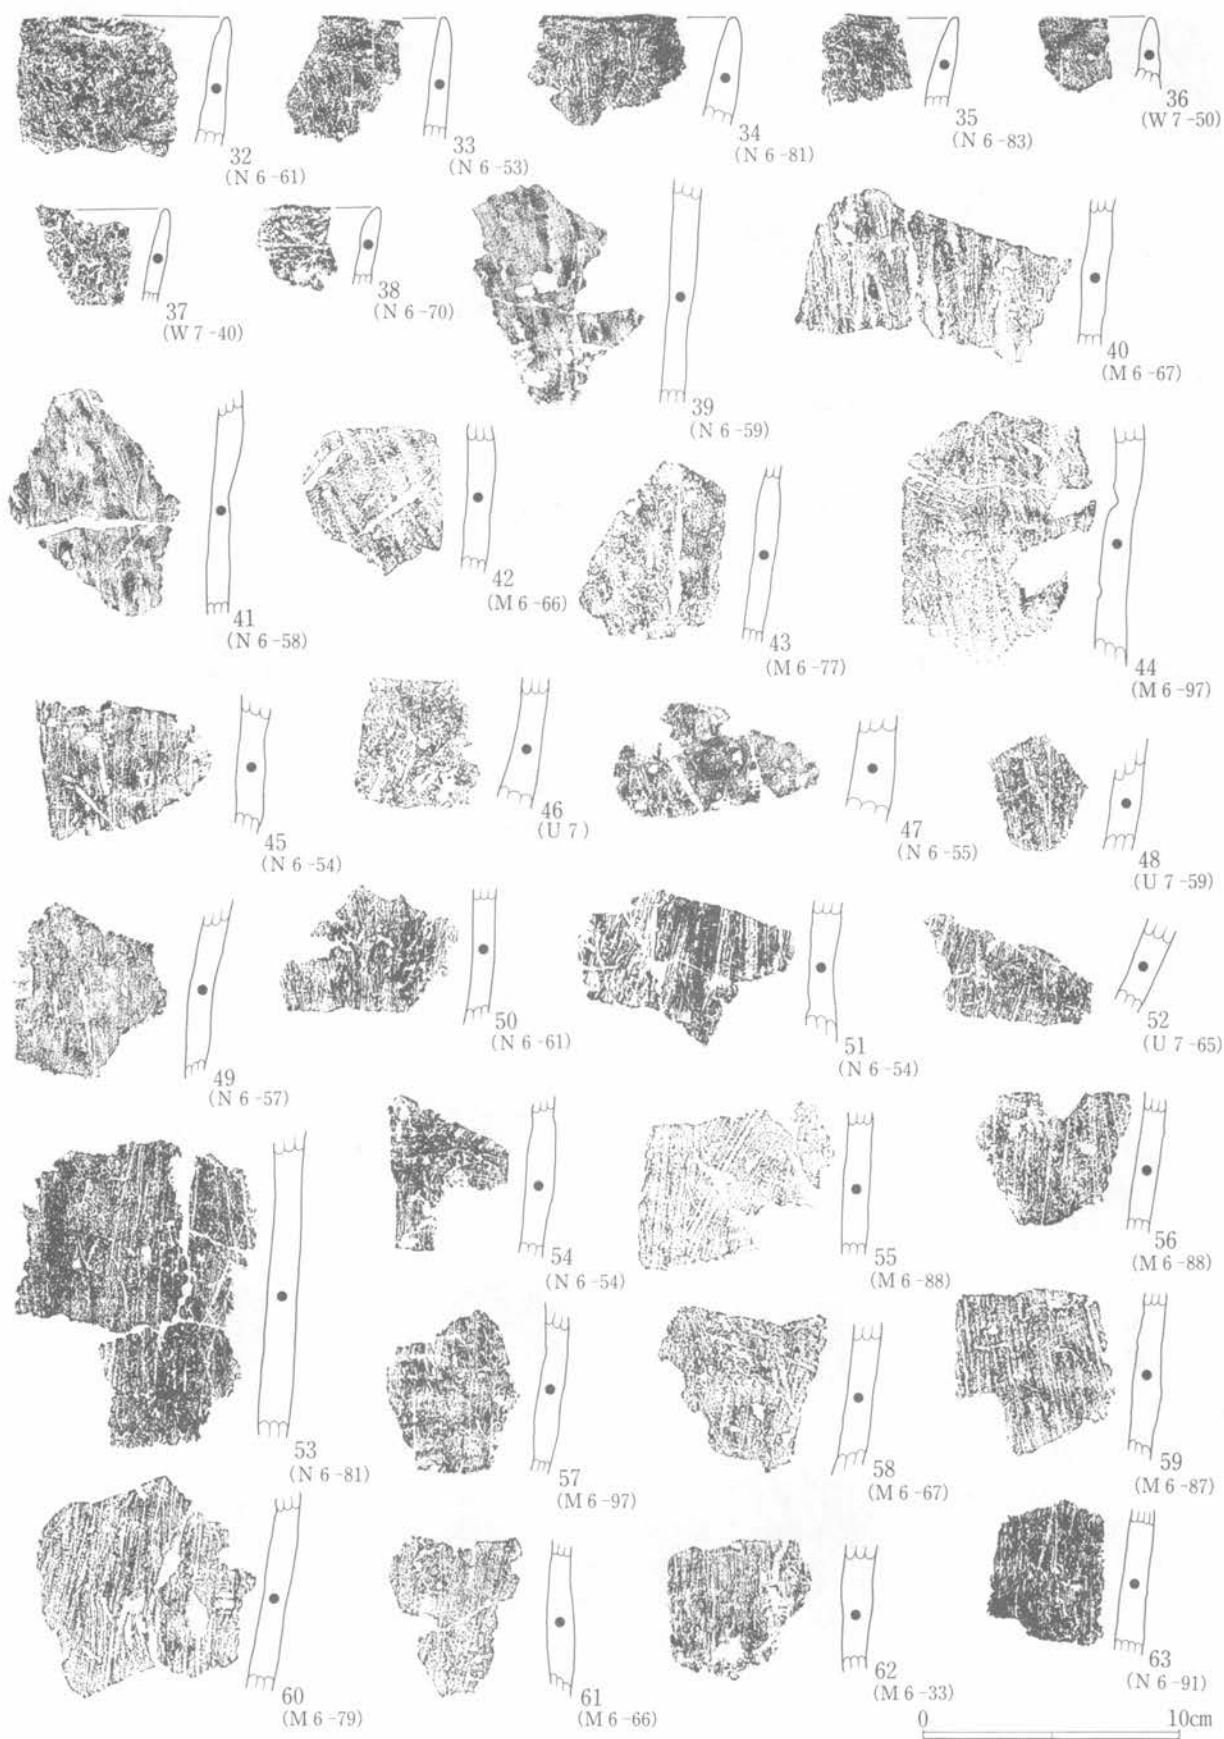 32
(N 6 -61)
33
(N 6 -53)
34
(N 6 -81)
35
(N 6 -83)
36
(W 7 -50)
37
(W 7 -40)
38
(N 6 -70)
39
(N 6 -59)
40
(M 6 -67)
41
(N 6 -58)
42
(M 6 -66)
43
(M 6 -77)
44
(M 6 -97)
45
(N 6 -54)
46
(U 7)
47
(N 6 -55)
48
(U 7 -59)
49
(N 6 -57)
50
(N 6 -61)
51
(N 6 -54)
52
(U 7 -65)
53
(N 6 -81)
54
(N 6 -54)
55
(M 6 -88)
56
(M 6 -88)
57
(M 6 -97)
58
(M 6 -67)
59
(M 6 -87)
60
(M 6 -79)
61
(M 6 -66)
62
(M 6 -33)
63
(N 6 -91)
0 10cm